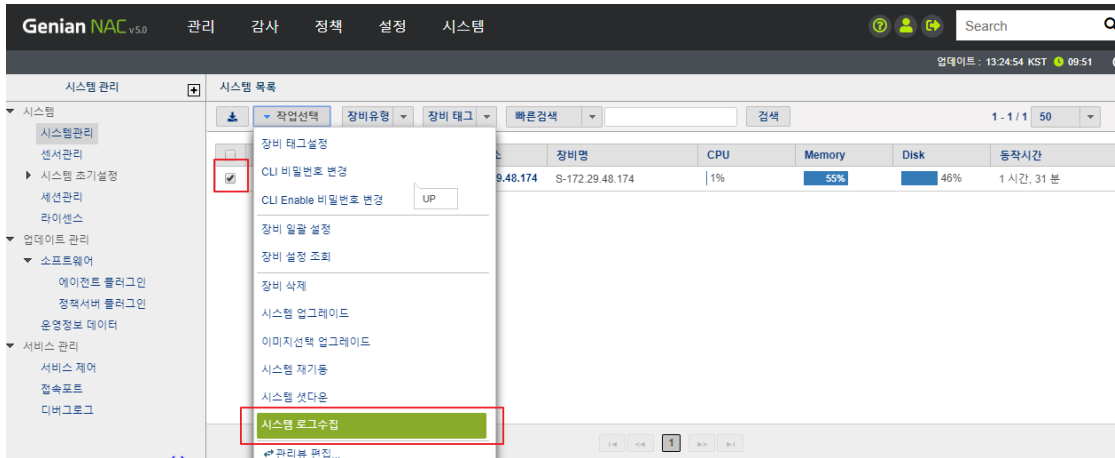 Genian NAC v5.0 관리 감사 정책 설정 시스템 Search
업데이트 : 13:24:54 KST 09:51
시스템 관리 시스템 목록
작업선택 장비유형 장비 태그 빠른검색 검색 1 - 1 / 1 50
시스템
시스템관리
센서관리
시스템 초기설정
세션관리
라이센스
업데이트 관리
소프트웨어
에이전트 플러그인
정책서버 플러그인
운영정보 데이터
서비스 관리
서비스 제어
접속포트
디버그로그
장비 태그설정
CLI 비밀번호 변경
CLI Enable 비밀번호 변경
UP
장비 일괄 설정
장비 설정 조회
장비 삭제
시스템 업그레이드
이미지선택 업그레이드
시스템 재기동
시스템 셧다운
시스템 로그수집
관리뷰 편집...
장비명 CPU Memory Disk 동작시간
9.48.174 S-172.29.48.174 1% 55% 46% 1 시간, 31 분
1